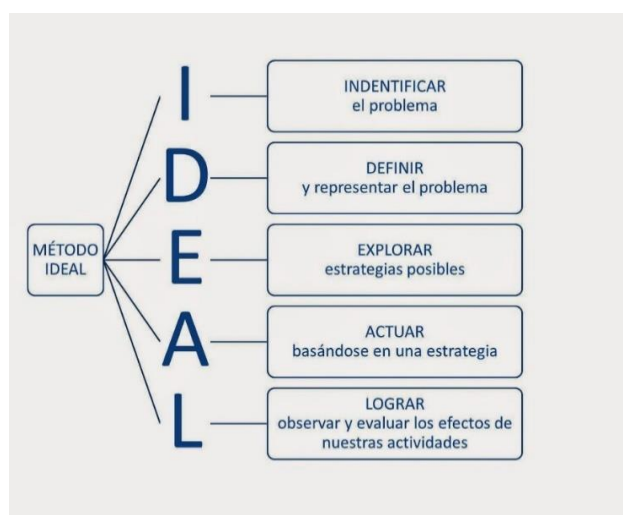 MÉTODO
IDEAL
I
INDENTIFICAR
el problema
D
DEFINIR
y representar el problema
E
EXPLORAR
estrategias posibles
A
ACTUAR
basándose en una estrategia
L
LOGRAR
observar y evaluar los efectos de
nuestras actividades